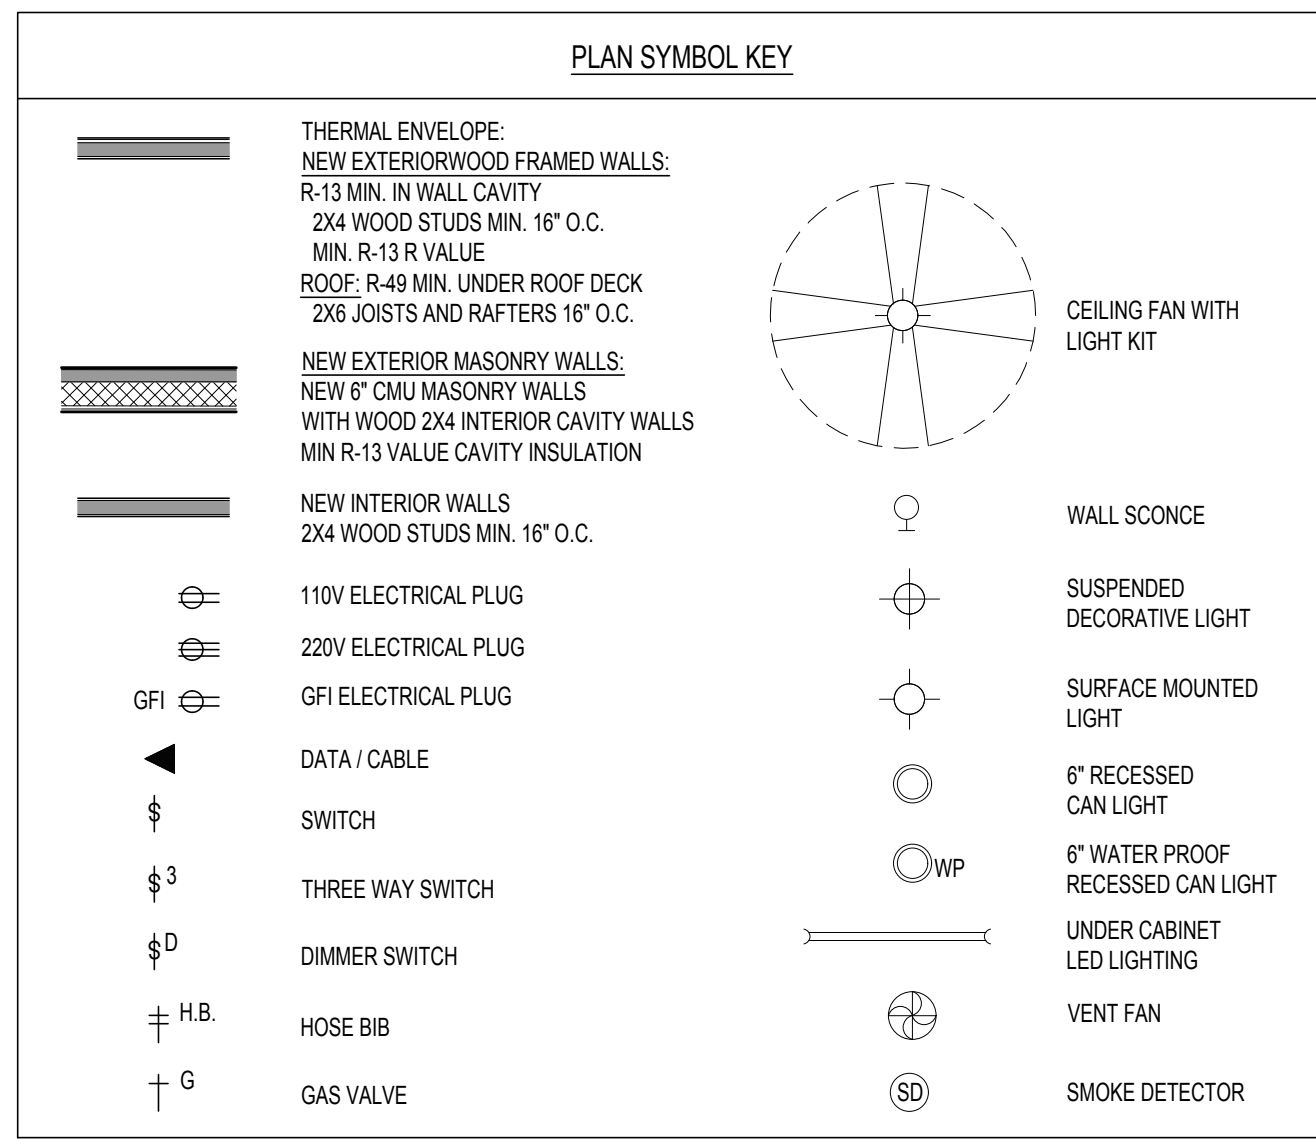 PLAN SYMBOL KEY
THERMAL ENVELOPE:
NEW EXTERIORWOOD FRAMED WALLS:
R-13 MIN. IN WALL CAVITY
2X4 WOOD STUDS MIN. 16" O.C.
MIN. R-13 R VALUE
ROOF: R-49 MIN. UNDER ROOF DECK
2X6 JOISTS AND RAFTERS 16" O.C.
NEW EXTERIOR MASONRY WALLS:
NEW 6" CMU MASONRY WALLS
WITH WOOD 2X4 INTERIOR CAVITY WALLS
MIN R-13 VALUE CAVITY INSULATION
NEW INTERIOR WALLS
2X4 WOOD STUDS MIN. 16" O.C.
110V ELECTRICAL PLUG
220V ELECTRICAL PLUG
GFI GFI ELECTRICAL PLUG
DATA / CABLE
$ SWITCH
$ 3 THREE WAY SWITCH
$ D DIMMER SWITCH
H.B. HOSE BIB
G GAS VALVE
CEILING FAN WITH
LIGHT KIT
WALL SCONCE
SUSPENDED
DECORATIVE LIGHT
SURFACE MOUNTED
LIGHT
6" RECESSED
CAN LIGHT
WP 6" WATER PROOF
RECESSED CAN LIGHT
UNDER CABINET
LED LIGHTING
VENT FAN
SD SMOKE DETECTOR